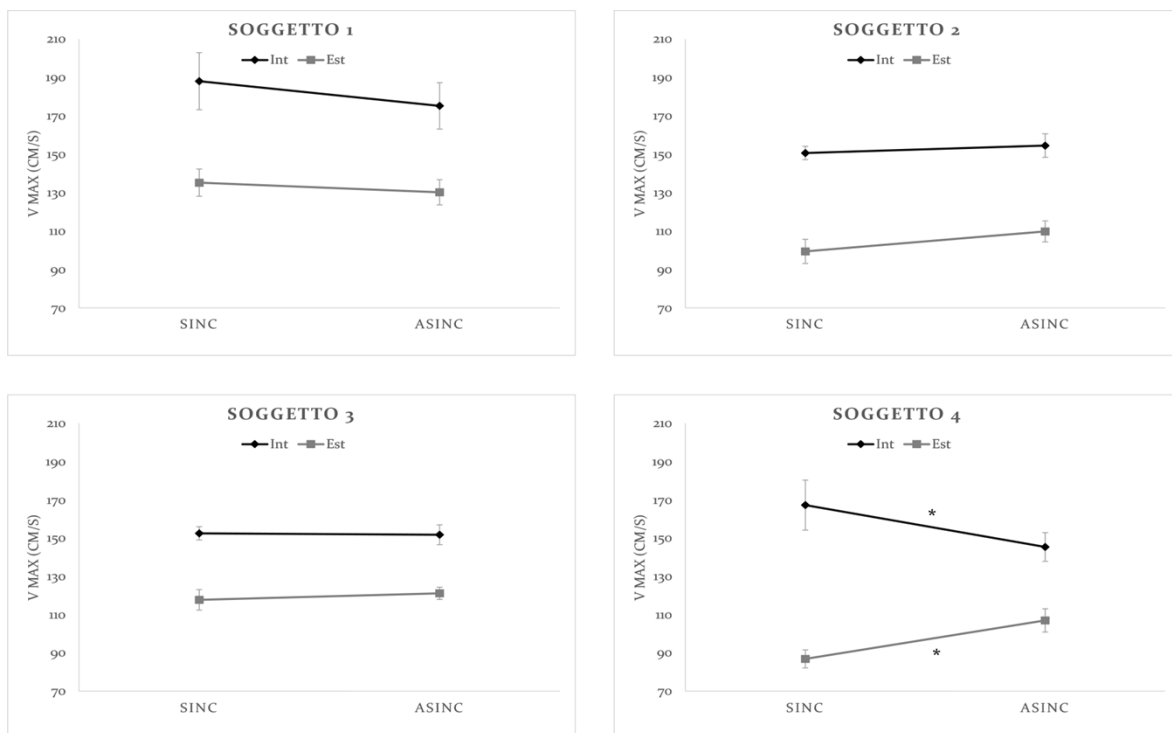 SOGGETTO 1
Int Est
V MAX (CM/S)
210
190
170
150
130
110
90
70
SINC ASINC
SOGGETTO 2
Int Est
V MAX (CM/S)
210
190
170
150
130
110
90
70
SINC ASINC
SOGGETTO 3
Int Est
V MAX (CM/S)
210
190
170
150
130
110
90
70
SINC ASINC
SOGGETTO 4
Int Est
V MAX (CM/S)
210
190
170
150
130
110
90
70
*
*
SINC ASINC